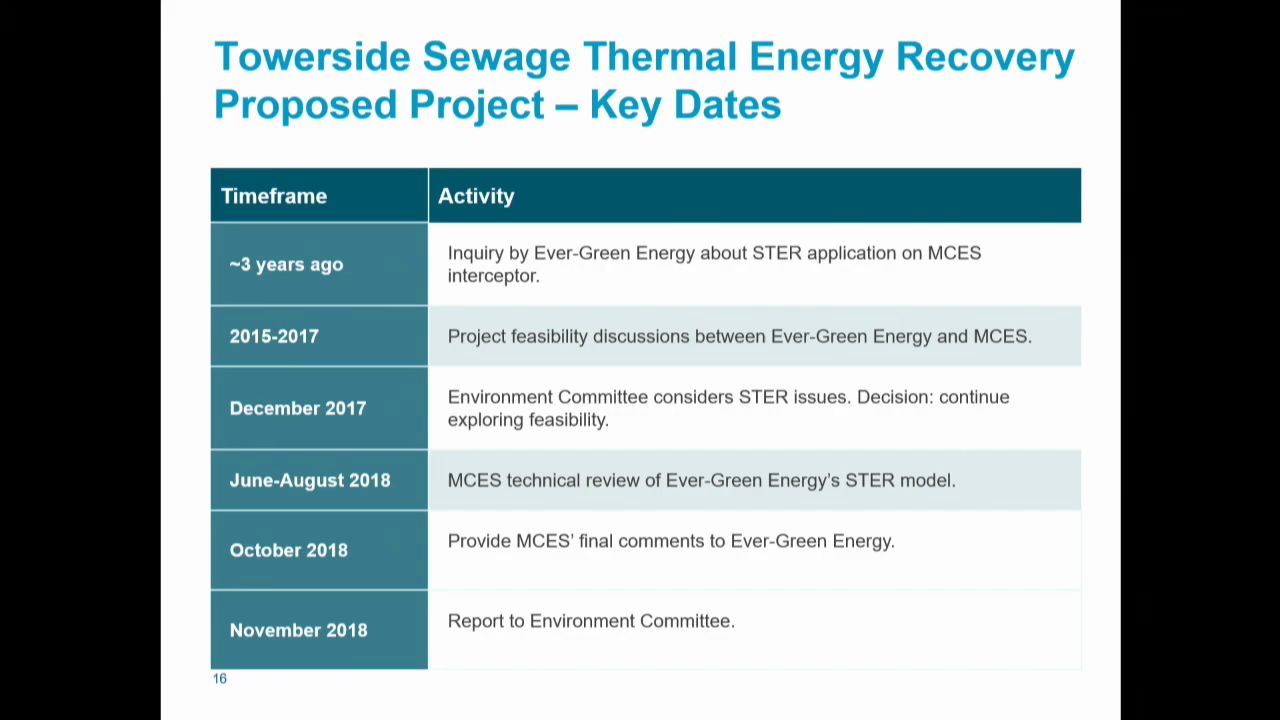 Towerside Sewage Thermal Energy Recovery
Proposed Project – Key Dates
Timeframe
Activity
~3 years ago
Inquiry by Ever-Green Energy about STER application on MCES
interceptor.
2015-2017
Project feasibility discussions between Ever-Green Energy and MCES.
December 2017
Environment Committee considers STER issues. Decision: continue
exploring feasibility.
June-August 2018
MCES technical review of Ever-Green Energy’s STER model.
October 2018
Provide MCES’ final comments to Ever-Green Energy.
November 2018
Report to Environment Committee.
16